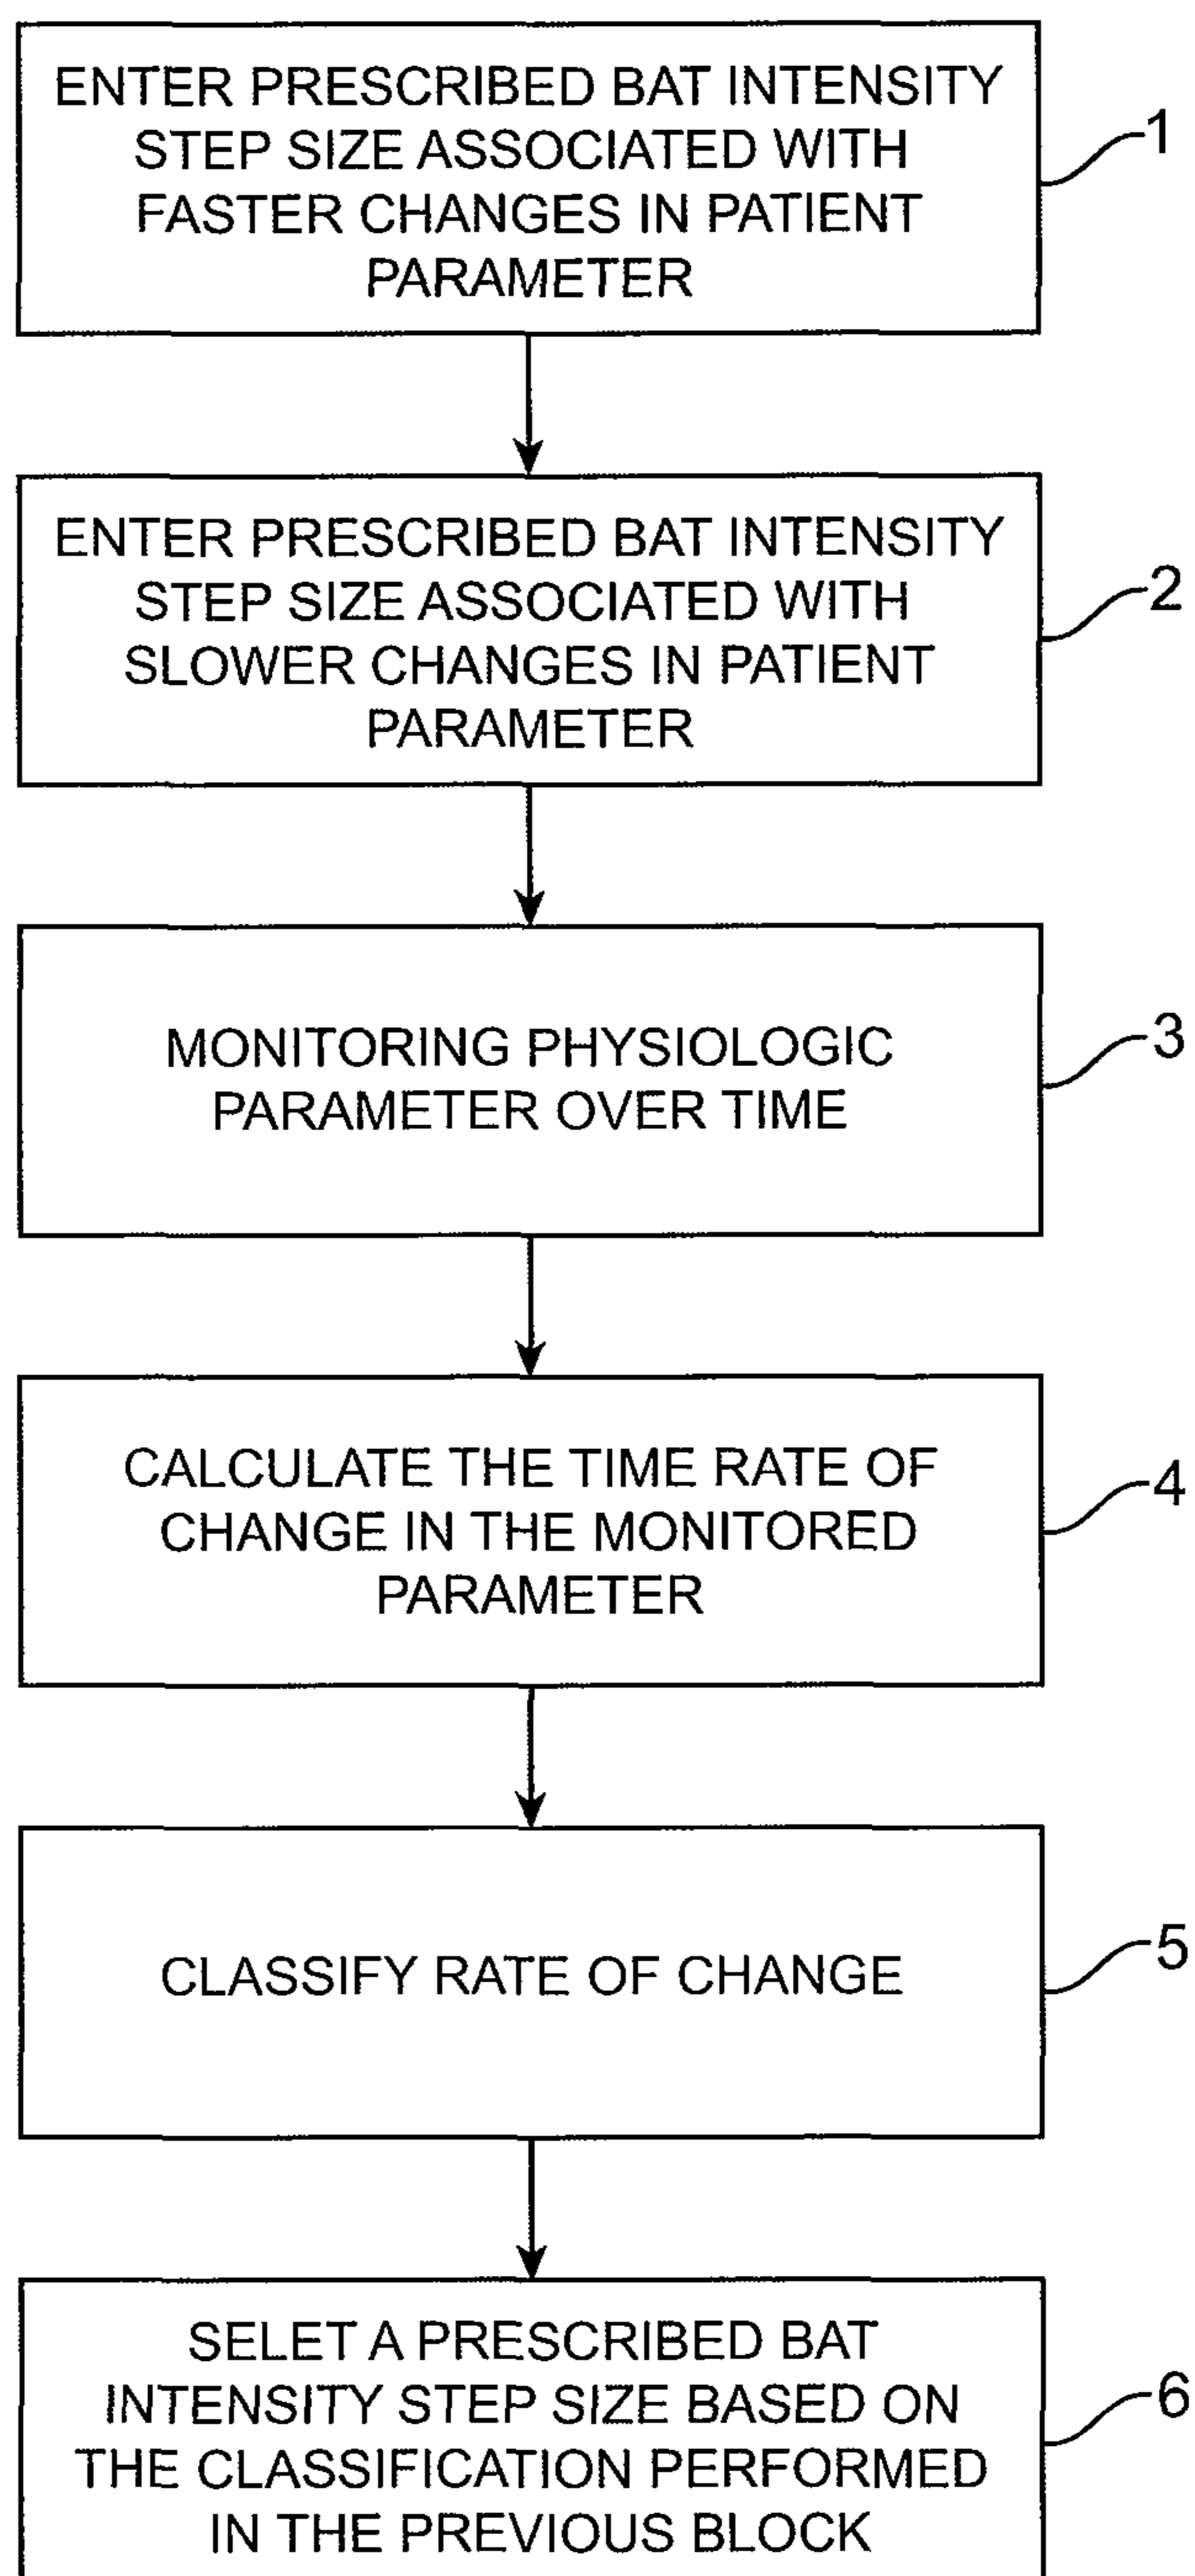 ENTER PRESCRIBED BAT INTENSITY
STEP SIZE ASSOCIATED WITH
FASTER CHANGES IN PATIENT
PARAMETER
1
ENTER PRESCRIBED BAT INTENSITY
STEP SIZE ASSOCIATED WITH
SLOWER CHANGES IN PATIENT
PARAMETER
2
MONITORING PHYSIOLOGIC
PARAMETER OVER TIME
3
CALCULATE THE TIME RATE OF
CHANGE IN THE MONITORED
PARAMETER
4
CLASSIFY RATE OF CHANGE
5
SELET A PRESCRIBED BAT
INTENSITY STEP SIZE BASED ON
THE CLASSIFICATION PERFORMED
IN THE PREVIOUS BLOCK
6